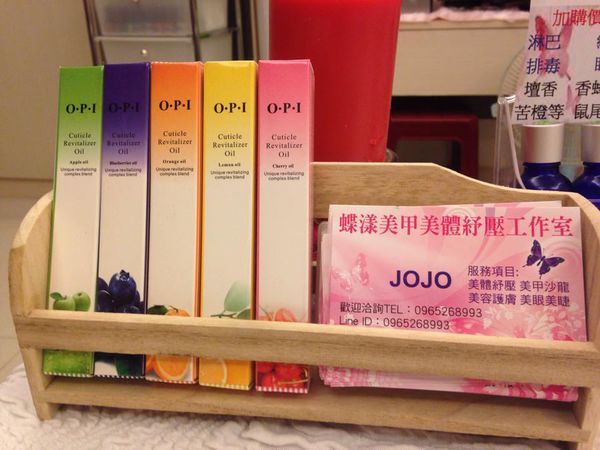 O·P·I
Cuticle
Revitalizer
Oil
Apple oil
Unique revitalizing
complex blend
O·P·I
Cuticle
Revitalizer
Oil
Blueberries oil
Unique revitalizing
complex blend
O·P·I
Cuticle
Revitalizer
Oil
Orange oil
Unique revitalizing
complex blend
O·P·I
Cuticle
Revitalizer
Oil
Lemon oil
Unique revitalizing
complex blend
O·P·I
Cuticle
Revitalizer
Oil
Cherry oil
Unique revitalizing
complex blend
蝶漾美甲美體紓壓工作室
JOJO
服務項目:
美體紓壓 美甲沙龍
美容護膚 美眼美睫
歡迎洽詢TEL：0965268993
Line ID：0965268993
加購價
淋巴
排毒
壇香 香蜂
苦橙等 鼠尾